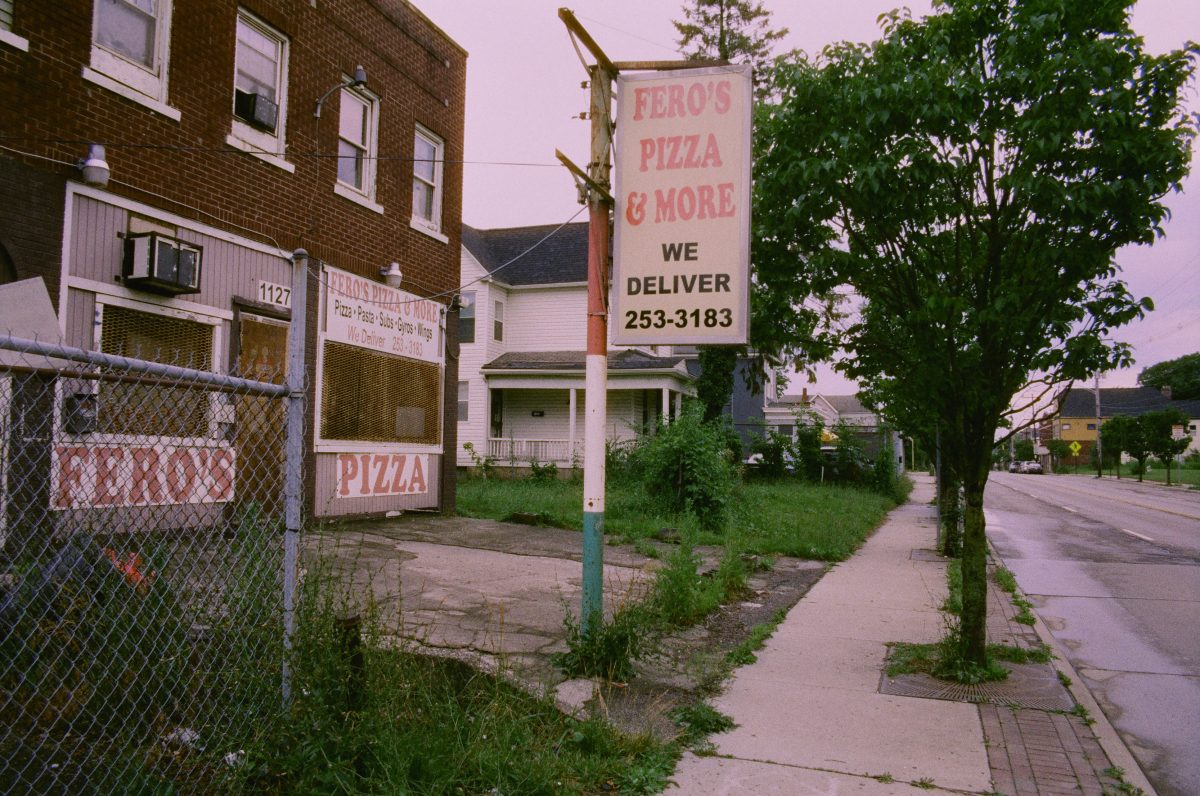 FERO'S
PIZZA
& MORE
WE
DELIVER
253-3183
1127
FERO'S PIZZA & MORE
Pizza • Pasta • Subs • Gyros • Wings
We Deliver 253-3183
FERO'S
PIZZA